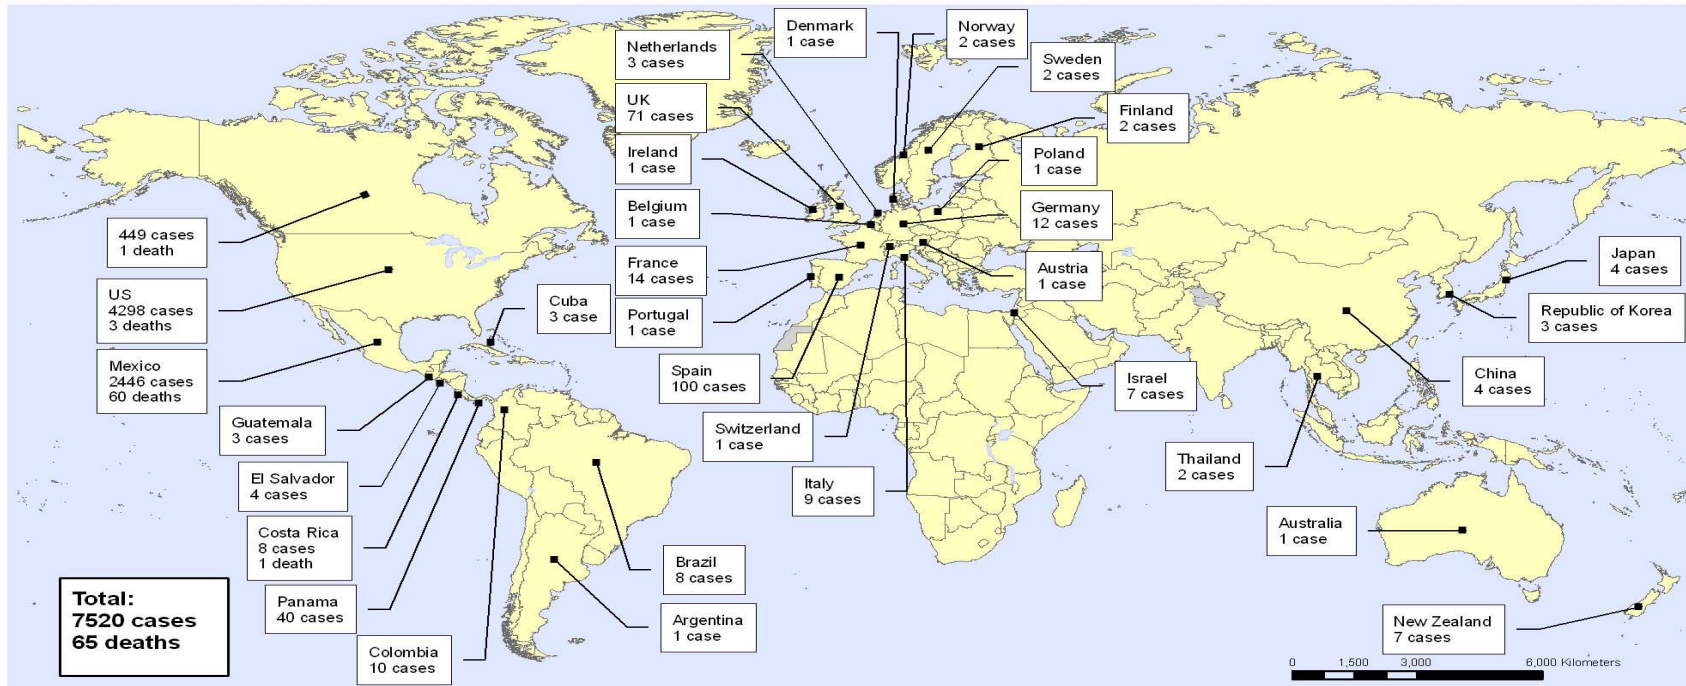 Denmark
1 case
Norway
2 cases
Netherlands
3 cases
Sweden
2 cases
UK
71 cases
Finland
2 cases
Ireland
1 case
Poland
1 case
Belgium
1 case
Germany
12 cases
449 cases
1 death
France
14 cases
Austria
1 case
Japan
4 cases
US
4298 cases
3 deaths
Cuba
3 case
Portugal
1 case
Republic of Korea
3 cases
Mexico
2446 cases
60 deaths
Spain
100 cases
Israel
7 cases
China
4 cases
Guatemala
3 cases
Switzerland
1 case
Thailand
2 cases
El Salvador
4 cases
Italy
9 cases
Australia
1 case
Costa Rica
8 cases
1 death
Brazil
8 cases
Total:
7520 cases
65 deaths
Panama
40 cases
Argentina
1 case
New Zealand
7 cases
Colombia
10 cases
0 1,500 3,000 6,000 Kilometers